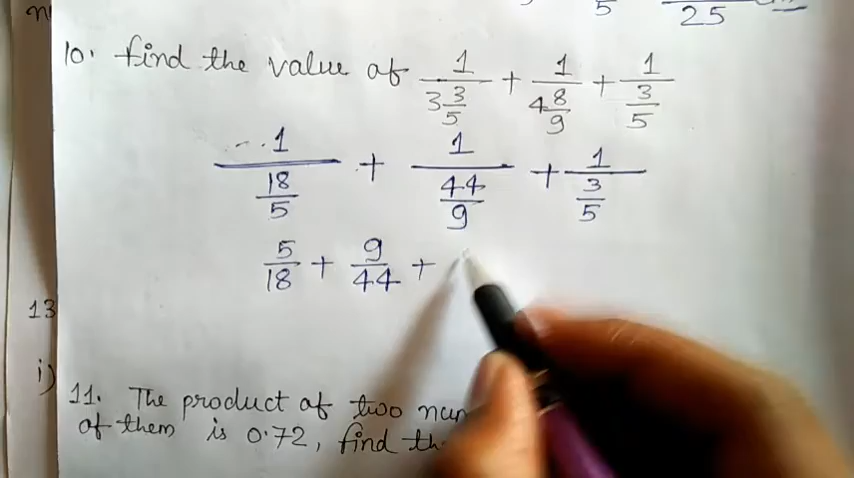 5 25
10. find the value of 1/3 3/5 + 1/4 8/9 + 1/3/5
1/18/5 + 1/44/9 + 1/3/5
5/18 + 9/44 +
13
i)
11. The product of two
of them is 0.72, find